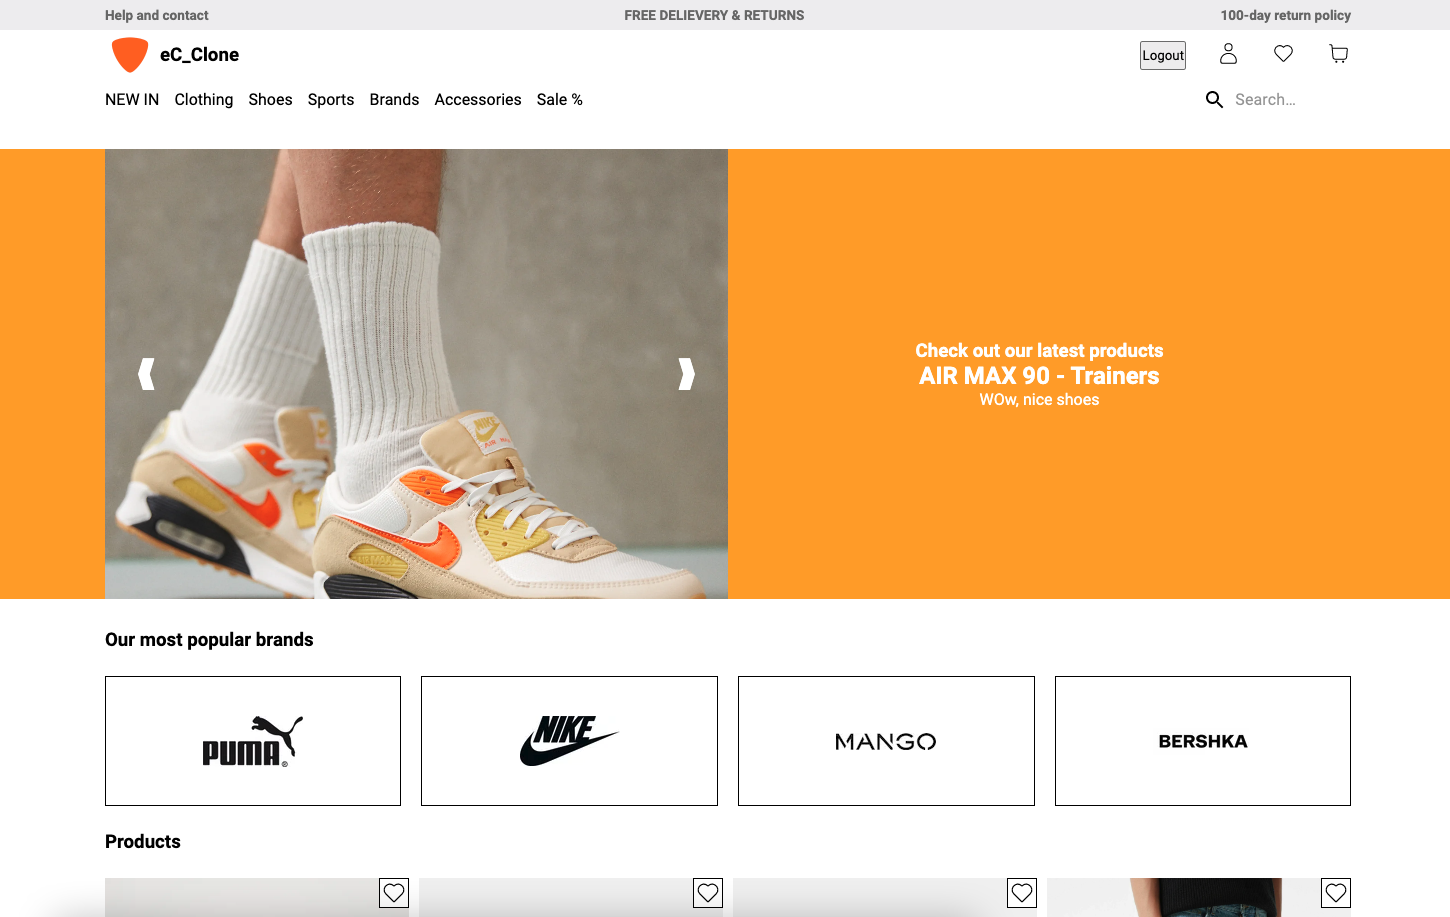 Help and contact
FREE DELIEVERY & RETURNS
100-day return policy
eC_Clone
Logout
NEW IN Clothing Shoes Sports Brands Accessories Sale %
Search...
Check out our latest products
AIR MAX 90 - Trainers
WOw, nice shoes
NIKE
AIR
Our most popular brands
PUMA®
NIKE
MANGO
BERSHKA
Products